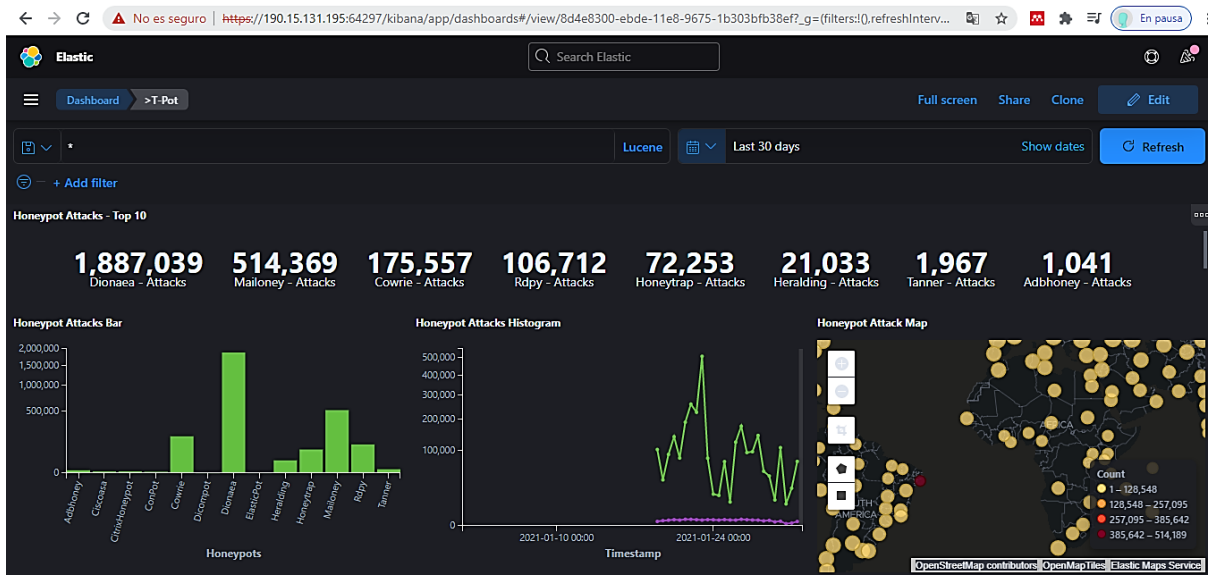 No es seguro | https://190.15.131.195:64297/kibana/app/dashboards#/view/8d4e8300-ebde-11e8-9675-1b303bfb38ef?_g=(filters:!(),refreshInterv... En pausa
Elastic Search Elastic
Dashboard >T-Pot Full screen Share Clone Edit
* Lucene Last 30 days Show dates Refresh
+ Add filter
Honeypot Attacks - Top 10
1,887,039 514,369 175,557 106,712 72,253 21,033 1,967 1,041
Dionaea - Attacks Mailoney - Attacks Cowrie - Attacks Rdpy - Attacks Honeytrap - Attacks Heralding - Attacks Tanner - Attacks Adbhoney - Attacks
Honeypot Attacks Bar
2,000,000
1,500,000
1,000,000
500,000
0
Adbhoney Ciscoasa CitrixHoneypot ConPot Cowrie Dicompot Dionaea ElasticPot Heralding Honeytrap Mailoney Rdpy Tanner
Honeypots
Honeypot Attacks Histogram
500,000
400,000
300,000
200,000
100,000
0
2021-01-10 00:00 2021-01-24 00:00
Timestamp
Honeypot Attack Map
AFRICA
SOUTH
AMERICA
Count
1 – 128,548
128,548 – 257,095
257,095 – 385,642
385,642 – 514,189
OpenStreetMap contributors OpenMapTiles Elastic Maps Service